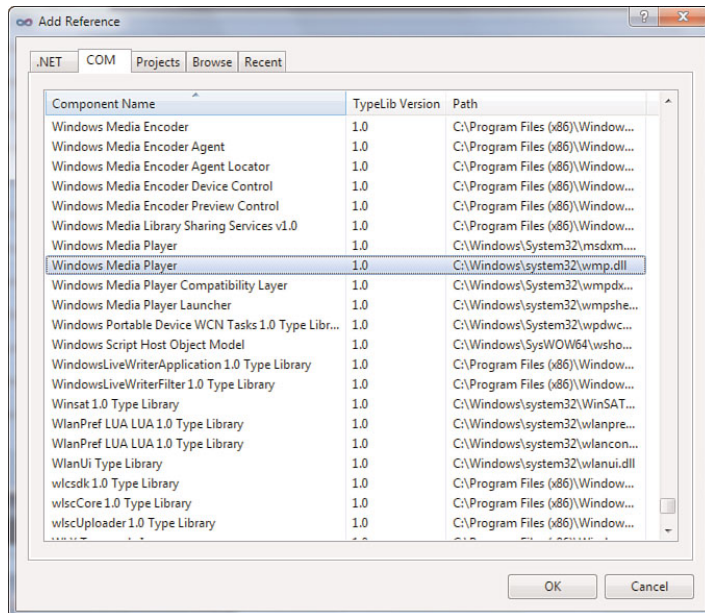 Add Reference
.NET COM Projects Browse Recent
Component Name TypeLib Version Path
Windows Media Encoder 1.0 C:\Program Files (x86)\Window...
Windows Media Encoder Agent 1.0 C:\Program Files (x86)\Window...
Windows Media Encoder Agent Locator 1.0 C:\Program Files (x86)\Window...
Windows Media Encoder Device Control 1.0 C:\Program Files (x86)\Window...
Windows Media Encoder Preview Control 1.0 C:\Program Files (x86)\Window...
Windows Media Library Sharing Services v1.0 1.0 C:\Program Files (x86)\Window...
Windows Media Player 1.0 C:\Windows\System32\msdxm....
Windows Media Player 1.0 C:\Windows\system32\wmp.dll
Windows Media Player Compatibility Layer 1.0 C:\Windows\System32\wmpdx...
Windows Media Player Launcher 1.0 C:\Windows\system32\wmpshe...
Windows Portable Device WCN Tasks 1.0 Type Libr... 1.0 C:\Windows\System32\wpdwc...
Windows Script Host Object Model 1.0 C:\Windows\SysWOW64\wsho...
WindowsLiveWriterApplication 1.0 Type Library 1.0 C:\Program Files (x86)\Window...
WindowsLiveWriterFilter 1.0 Type Library 1.0 C:\Program Files (x86)\Window...
Winsat 1.0 Type Library 1.0 C:\Windows\system32\WinSAT...
WlanPref LUA LUA 1.0 Type Library 1.0 C:\Windows\system32\wlanpre...
WlanPref LUA LUA 1.0 Type Library 1.0 C:\Windows\system32\wlancon...
WlanUi Type Library 1.0 C:\Windows\system32\wlanui.dll
wlcsdk 1.0 Type Library 1.0 C:\Program Files (x86)\Window...
wlscCore 1.0 Type Library 1.0 C:\Program Files (x86)\Window...
wlscUploader 1.0 Type Library 1.0 C:\Program Files (x86)\Window...
OK Cancel